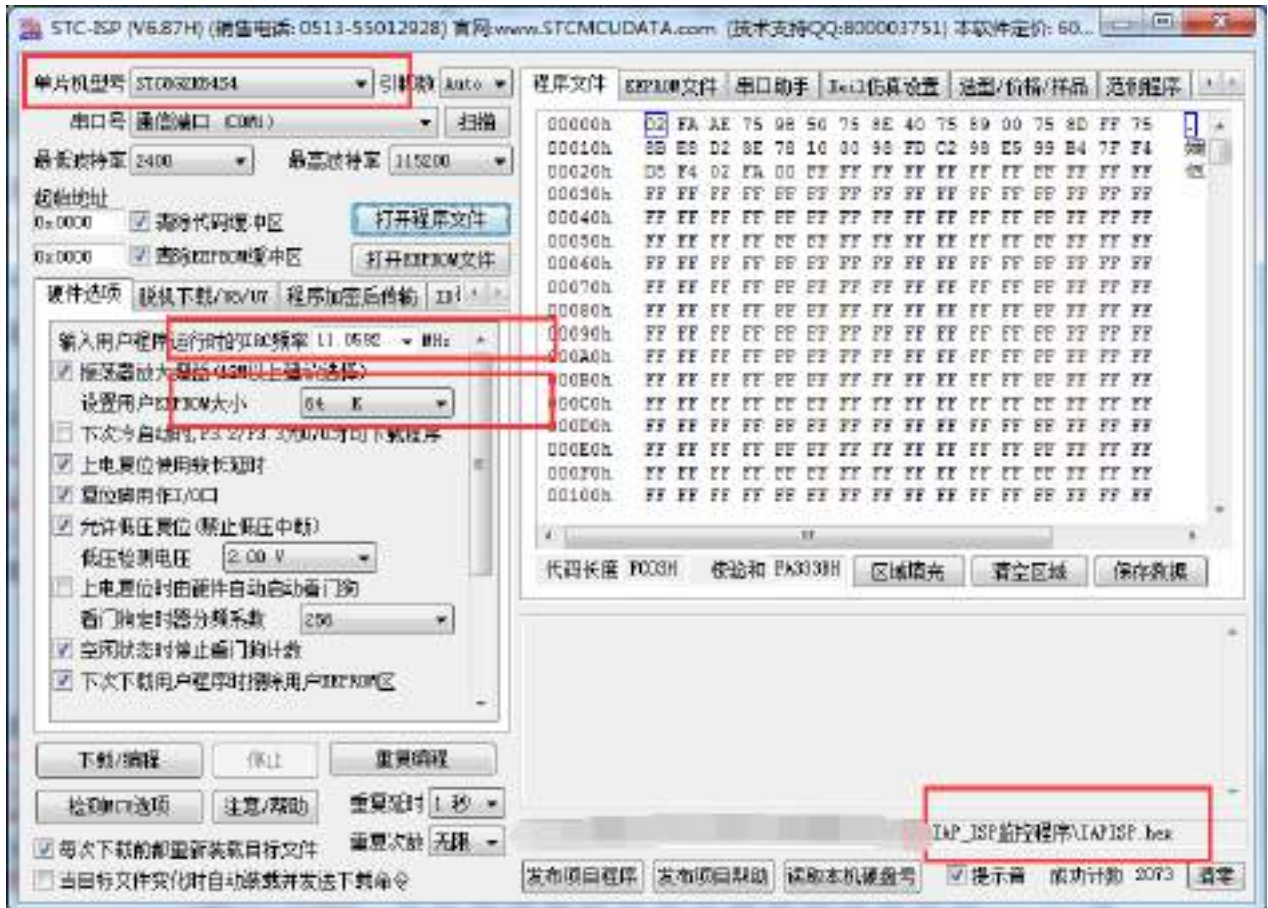 STC-ISP (V6.87H) (销售电话: 0513-55012928) 官网:www.STCMCUDATA.com (技术支持QQ:800003751) 本软件定价: 60...
单片机型号 引脚数 Auto
串口号 通信端口 (COM1) 扫描
最低波特率 2400 最高波特率 115200
起始地址
0x0000 清除代码缓冲区 打开程序文件
0x0000 清除EEPROM缓冲区 打开EEPROM文件
硬件选项 脱机下载/U8/U7 程序加密后传输
输入用户程序运行时的IRC频率 11.0592 MHz
振荡器放大增益(12M以上建议选择)
设置用户EEPROM大小 64 K
下次冷启动时,P3.2/P3.3为0/0才可下载程序
上电复位使用较长延时
复位脚用作I/O口
允许低压复位(禁止低压中断)
低压检测电压 2.00 V
上电复位时由硬件自动启动看门狗
看门狗定时器分频系数 256
空闲状态时停止看门狗计数
下次下载用户程序时擦除用户EEPROM区
下载/编程 停止 重复编程
检测MCU选项 注意/帮助 重复延时 1 秒
重复次数 无限
每次下载前都重新装载目标文件
当目标文件变化时自动装载并发送下载命令
程序文件 EEPROM文件 串口助手 Keil仿真设置 选型/价格/样品 范例程序
00000h 02 FA AE 75 98 50 75 8E 40 75 89 00 75 8D FF 75
00010h 8B E8 D2 8E 78 10 30 98 FD C2 98 E5 99 B4 7F F4
00020h D8 F4 02 FA 00 FF FF FF FF FF FF FF FF FF FF FF
00030h FF FF FF FF FF FF FF FF FF FF FF FF FF FF FF FF
00040h FF FF FF FF FF FF FF FF FF FF FF FF FF FF FF FF
00050h FF FF FF FF FF FF FF FF FF FF FF FF FF FF FF FF
00060h FF FF FF FF FF FF FF FF FF FF FF FF FF FF FF FF
00070h FF FF FF FF FF FF FF FF FF FF FF FF FF FF FF FF
00080h FF FF FF FF FF FF FF FF FF FF FF FF FF FF FF FF
00090h FF FF FF FF FF FF FF FF FF FF FF FF FF FF FF FF
000A0h FF FF FF FF FF FF FF FF FF FF FF FF FF FF FF FF
000B0h FF FF FF FF FF FF FF FF FF FF FF FF FF FF FF FF
000C0h FF FF FF FF FF FF FF FF FF FF FF FF FF FF FF FF
000D0h FF FF FF FF FF FF FF FF FF FF FF FF FF FF FF FF
000E0h FF FF FF FF FF FF FF FF FF FF FF FF FF FF FF FF
000F0h FF FF FF FF FF FF FF FF FF FF FF FF FF FF FF FF
00100h FF FF FF FF FF FF FF FF FF FF FF FF FF FF FF FF
代码长度 校验和 区域填充 清空区域 保存数据
IAP_ISP监控程序\IAPISP.hex
发布项目程序 发布项目帮助 读取本机硬盘号 提示音 成功计数 2073 清零